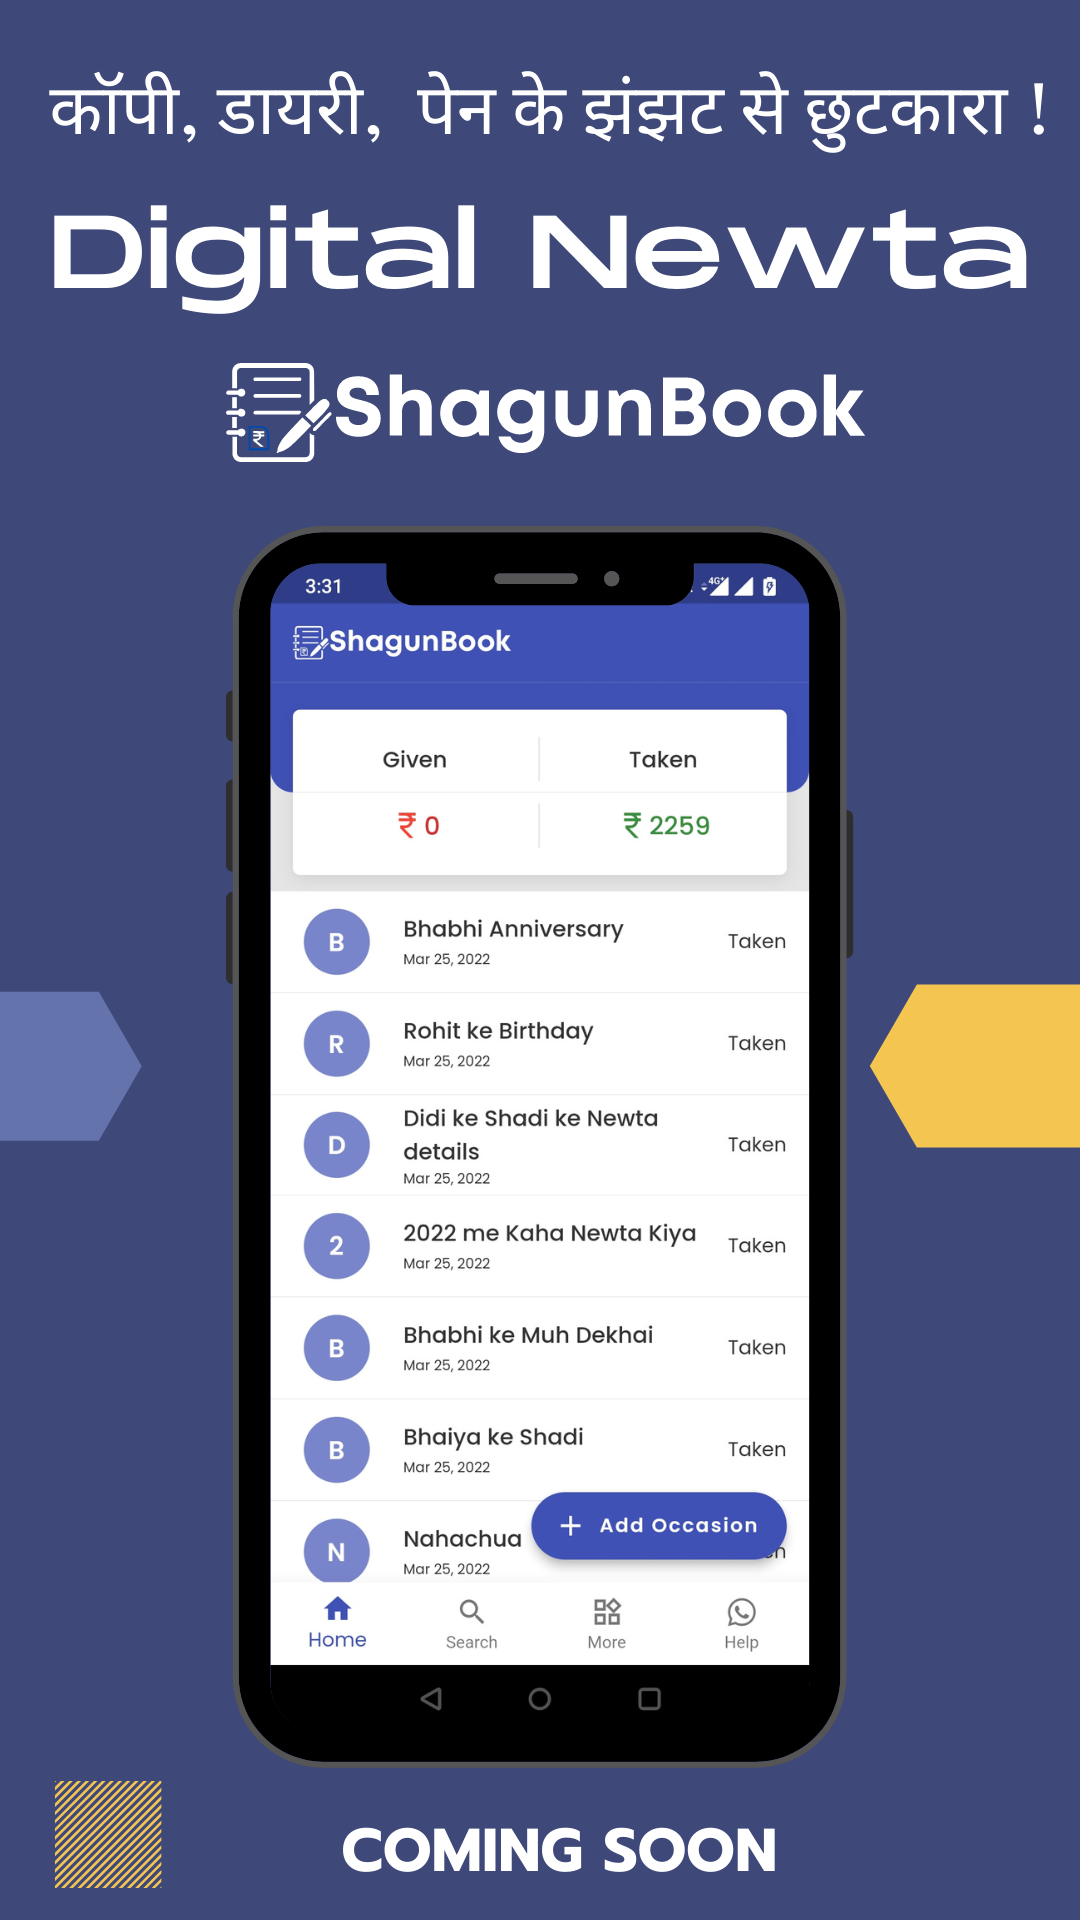 कॉपी, डायरी, पेन के झंझट से छुटकारा !
Digital Newta
₹
ShagunBook
3:31
4G+
ShagunBook
Given
Taken
₹ 0
₹ 2259
B
Bhabhi Anniversary
Mar 25, 2022
Taken
R
Rohit ke Birthday
Mar 25, 2022
Taken
D
Didi ke Shadi ke Newta
details
Mar 25, 2022
Taken
2
2022 me Kaha Newta Kiya
Mar 25, 2022
Taken
B
Bhabhi ke Muh Dekhai
Mar 25, 2022
Taken
B
Bhaiya ke Shadi
Mar 25, 2022
Taken
N
Nahachua
Mar 25, 2022
+ Add Occasion
Home
Search
More
Help
COMING SOON